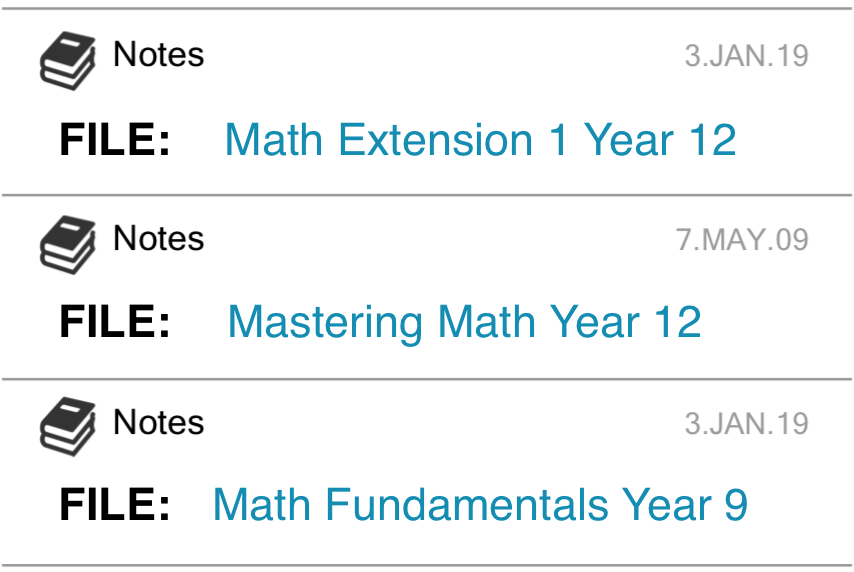 Notes 3.JAN.19
FILE: Math Extension 1 Year 12
Notes 7.MAY.09
FILE: Mastering Math Year 12
Notes 3.JAN.19
FILE: Math Fundamentals Year 9